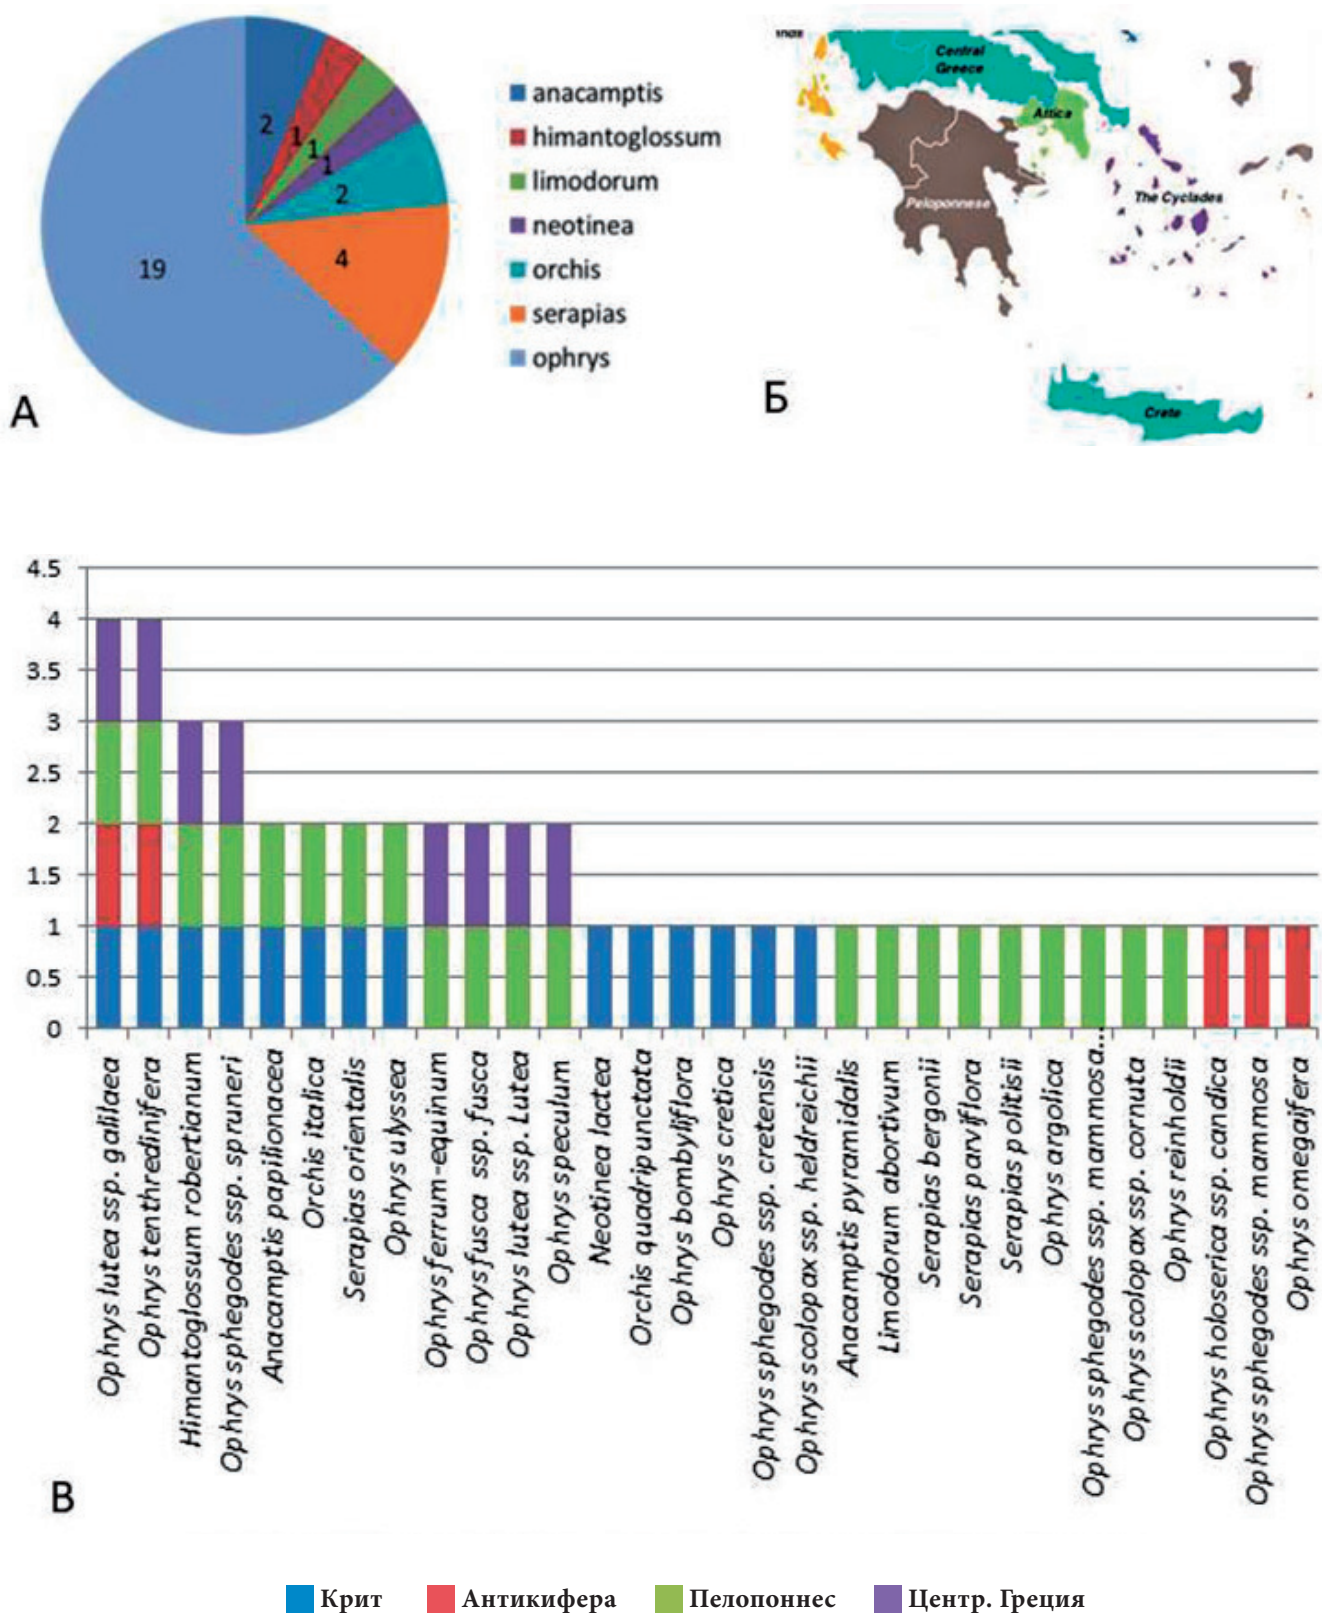 2
1
1
1
2
4
19
anacamptis
himantoglossum
limodorum
neotinea
orchis
serapias
ophrys
А
Central
Greece
Attica
Peloponnese
The Cyclades
Crete
Б
4.5
4
3.5
3
2.5
2
1.5
1
0.5
0
Ophrys lutea ssp. galilaea
Ophrys tenthredinifera
Himantoglossum robertianum
Ophrys sphegodes ssp. spruneri
Anacamptis papilionacea
Orchis italica
Serapias orientalis
Ophrys ulyssea
Ophrys ferrum-equinum
Ophrys fusca ssp. fusca
Ophrys lutea ssp. Lutea
Ophrys speculum
Neotinea lactea
Orchis quadripunctata
Ophrys bombyliflora
Ophrys cretica
Ophrys sphegodes ssp. cretensis
Ophrys scolopax ssp. heldreichii
Anacamptis pyramidalis
Limodorum abortivum
Serapias bergonii
Serapias parviflora
Serapias politisii
Ophrys argolica
Ophrys sphegodes ssp. mammosa...
Ophrys scolopax ssp. cornuta
Ophrys reinholdii
Ophrys holoserica ssp. candica
Ophrys sphegodes ssp. mammosa
Ophrys omegaifera
В
Крит Антикифера Пелопоннес Центр. Греция